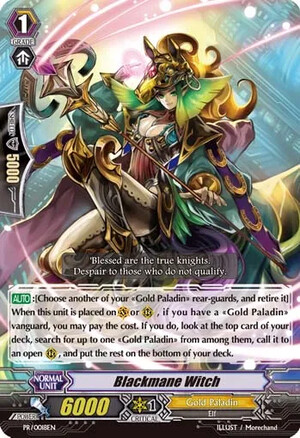 1
GRADE
5000
'Blessed are the true knights.
Despair to those who do not qualify.
AUTO :[Choose another of your «Gold Paladin» rear-guards, and retire it]
When this unit is placed on or , if you have a «Gold Paladin»
vanguard, you may pay the cost. If you do, look at the top card of your
deck, search for up to one «Gold Paladin» from among them, call it to
an open , and put the rest on the bottom of your deck.
NORMAL
UNIT
Blackmane Witch
6000
1
CRITICAL
Gold Paladin
Elf
PR/0018EN
ILLUST / Morechand